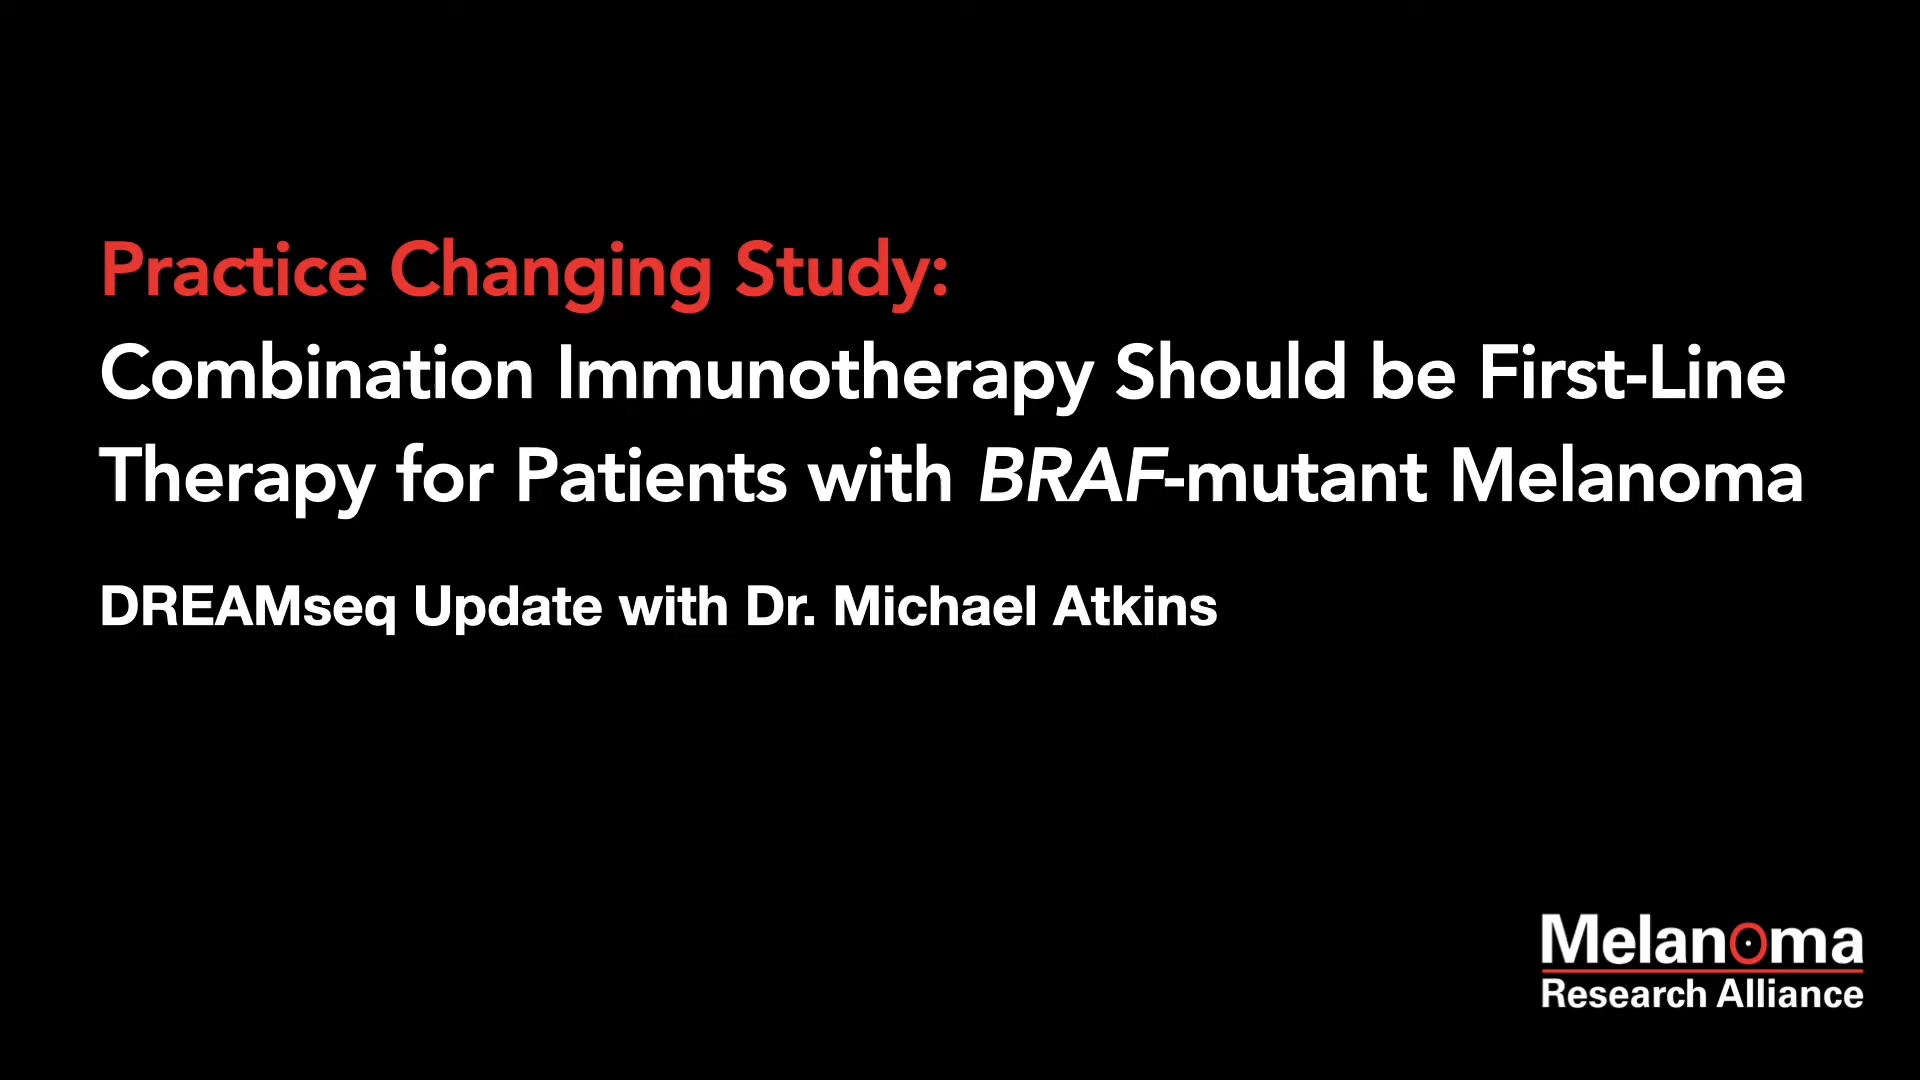 Practice Changing Study:
Combination Immunotherapy Should be First-Line
Therapy for Patients with BRAF-mutant Melanoma
DREAMseq Update with Dr. Michael Atkins
Melanoma
Research Alliance